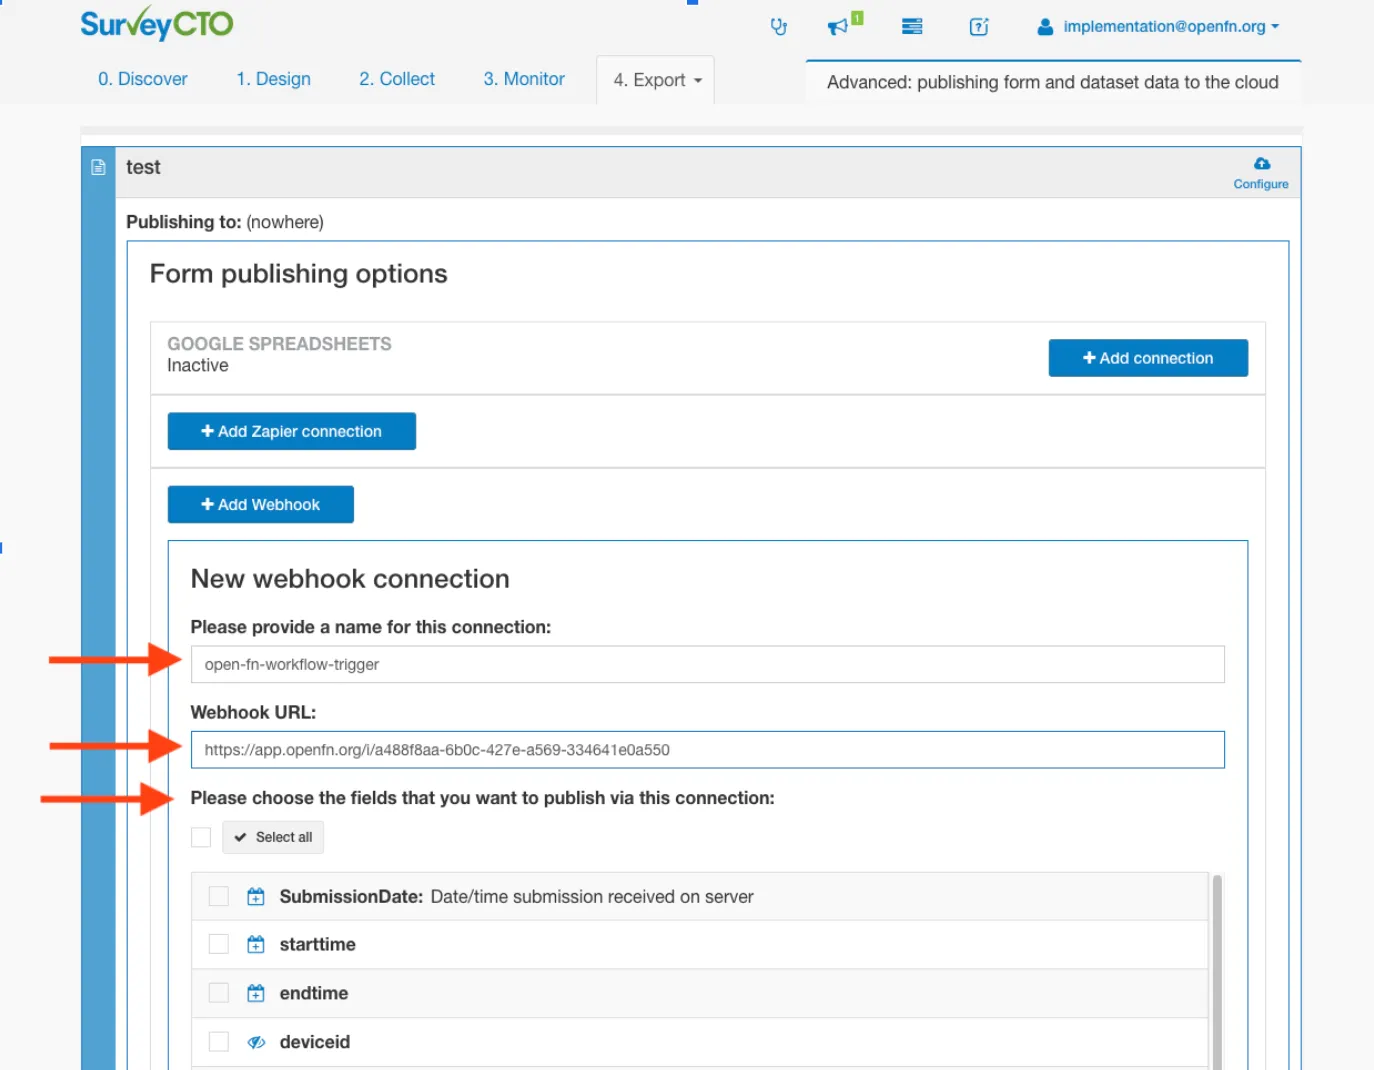 SurveyCTO
1
implementation@openfn.org
0. Discover
1. Design
2. Collect
3. Monitor
4. Export
Advanced: publishing form and dataset data to the cloud
test
Configure
Publishing to: (nowhere)
Form publishing options
GOOGLE SPREADSHEETS
Inactive
+ Add connection
+ Add Zapier connection
+ Add Webhook
New webhook connection
Please provide a name for this connection:
open-fn-workflow-trigger
Webhook URL:
https://app.openfn.org/i/a488f8aa-6b0c-427e-a569-334641e0a550
Please choose the fields that you want to publish via this connection:
Select all
SubmissionDate: Date/time submission received on server
starttime
endtime
deviceid